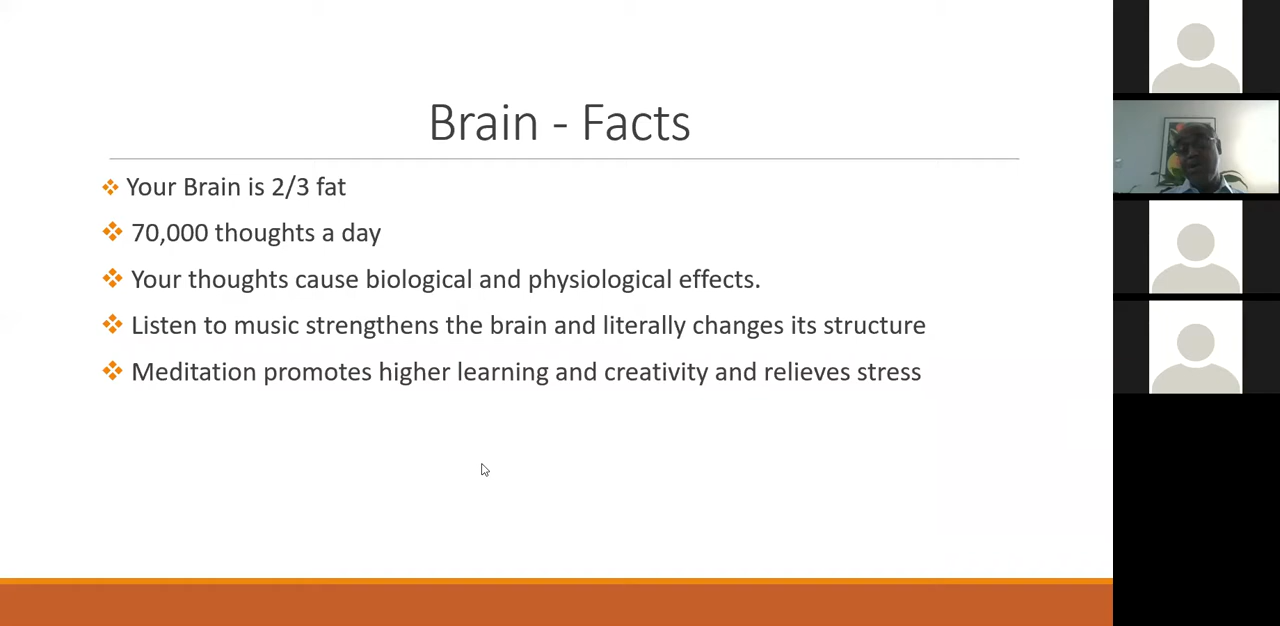 Brain - Facts
Your Brain is 2/3 fat
70,000 thoughts a day
Your thoughts cause biological and physiological effects.
Listen to music strengthens the brain and literally changes its structure
Meditation promotes higher learning and creativity and relieves stress